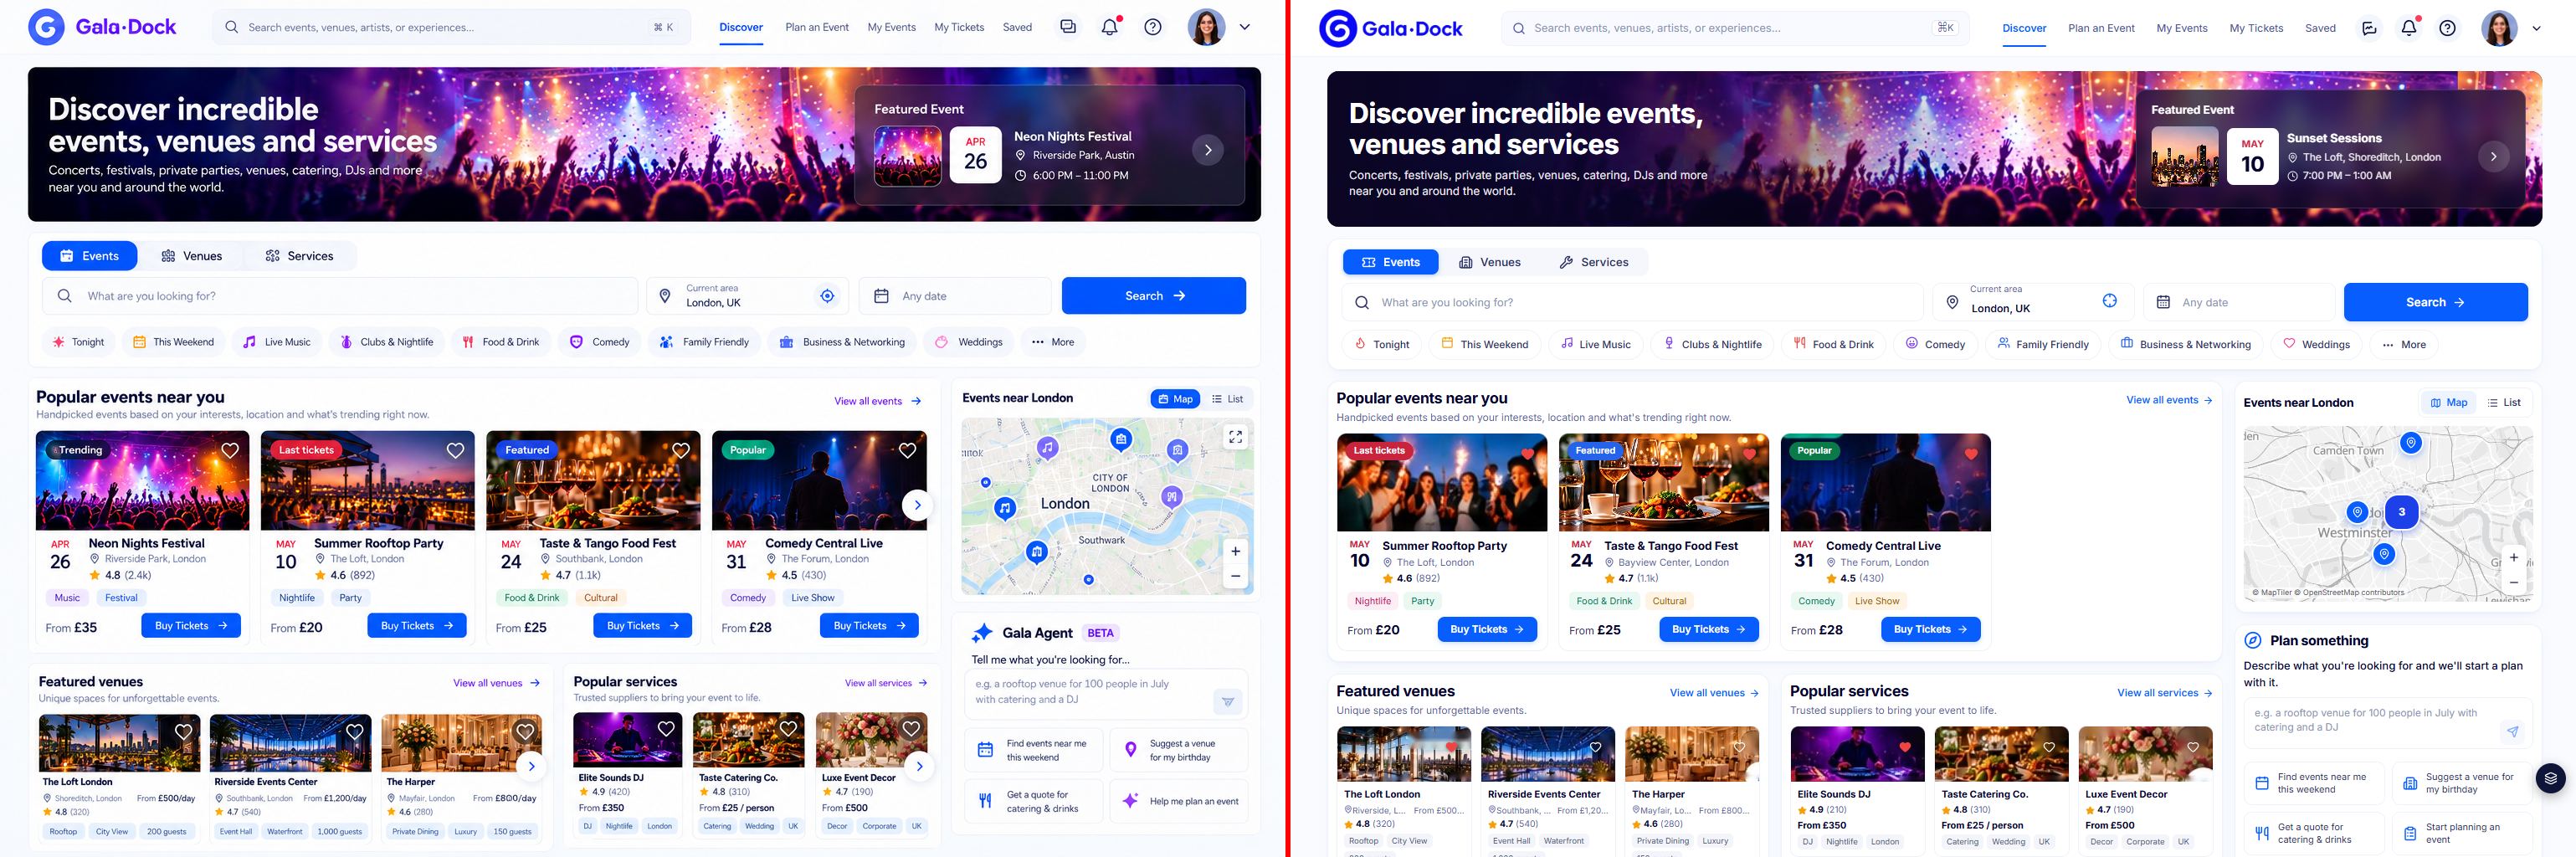 Gala·Dock
Search events, venues, artists, or experiences...
⌘ K
Discover
Plan an Event
My Events
My Tickets
Saved
Discover incredible
events, venues and services
Concerts, festivals, private parties, venues, catering, DJs and more
near you and around the world.
Featured Event
APR
26
Neon Nights Festival
Riverside Park, Austin
6:00 PM – 11:00 PM
Events
Venues
Services
What are you looking for?
Current area
London, UK
Any date
Search
Tonight
This Weekend
Live Music
Clubs & Nightlife
Food & Drink
Comedy
Family Friendly
Business & Networking
Weddings
More
Popular events near you
Handpicked events based on your interests, location and what's trending right now.
View all events
Trending
APR
26
Neon Nights Festival
Riverside Park, London
4.8 (2.4k)
Music
Festival
From £35
Buy Tickets
Last tickets
MAY
10
Summer Rooftop Party
The Loft, London
4.6 (892)
Nightlife
Party
From £20
Buy Tickets
Featured
MAY
24
Taste & Tango Food Fest
Southbank, London
4.7 (1.1k)
Food & Drink
Cultural
From £25
Buy Tickets
Popular
MAY
31
Comedy Central Live
The Forum, London
4.5 (430)
Comedy
Live Show
From £28
Buy Tickets
Events near London
Map
List
CITY OF
LONDON
London
Southwark
Featured venues
Unique spaces for unforgettable events.
View all venues
The Loft London
Shoreditch, London
From £500/day
4.8 (320)
Rooftop
City View
200 guests
Riverside Events Center
Southbank, London
From £1,200/day
4.7 (540)
Event Hall
Waterfront
1,000 guests
The Harper
Mayfair, London
From £800/day
4.6 (280)
Private Dining
Luxury
150 guests
Popular services
Trusted suppliers to bring your event to life.
View all services
Elite Sounds DJ
4.9 (420)
From £350
DJ
Nightlife
London
Taste Catering Co.
4.8 (310)
From £25 / person
Catering
Wedding
UK
Luxe Event Decor
4.7 (190)
From £500
Decor
Corporate
UK
Gala Agent
BETA
Tell me what you're looking for...
e.g. a rooftop venue for 100 people in July
with catering and a DJ
Find events near me
this weekend
Suggest a venue
for my birthday
Get a quote for
catering & drinks
Help me plan an event
Gala·Dock
Search events, venues, artists, or experiences...
⌘K
Discover
Plan an Event
My Events
My Tickets
Saved
Discover incredible events,
venues and services
Concerts, festivals, private parties, venues, catering, DJs and more
near you and around the world.
Featured Event
MAY
10
Sunset Sessions
The Loft, Shoreditch, London
7:00 PM – 1:00 AM
Events
Venues
Services
What are you looking for?
Current area
London, UK
Any date
Search
Tonight
This Weekend
Live Music
Clubs & Nightlife
Food & Drink
Comedy
Family Friendly
Business & Networking
Weddings
More
Popular events near you
Handpicked events based on your interests, location and what's trending right now.
View all events
Last tickets
MAY
10
Summer Rooftop Party
The Loft, London
4.6 (892)
Nightlife
Party
From £20
Buy Tickets
Featured
MAY
24
Taste & Tango Food Fest
Bayview Center, London
4.7 (1.1k)
Food & Drink
Cultural
From £25
Buy Tickets
Popular
MAY
31
Comedy Central Live
The Forum, London
4.5 (430)
Comedy
Live Show
From £28
Buy Tickets
Events near London
Map
List
Camden Town
3
Westminster
© MapTiler © OpenStreetMap contributors
Featured venues
Unique spaces for unforgettable events.
View all venues
The Loft London
Riverside, L...
From £500...
4.8 (320)
Rooftop
City View
Riverside Events Center
Southbank, ...
From £1,20...
4.7 (540)
Event Hall
Waterfront
The Harper
Mayfair, Lo...
From £800...
4.6 (280)
Private Dining
Luxury
Popular services
Trusted suppliers to bring your event to life.
View all services
Elite Sounds DJ
4.9 (210)
From £350
DJ
Nightlife
London
Taste Catering Co.
4.8 (310)
From £25 / person
Catering
Wedding
UK
Luxe Event Decor
4.7 (190)
From £500
Decor
Corporate
UK
Plan something
Describe what you're looking for and we'll start a plan
with it.
e.g. a rooftop venue for 100 people in July with
catering and a DJ
Find events near me
this weekend
Suggest a venue for
my birthday
Get a quote for
catering & drinks
Start planning an
event